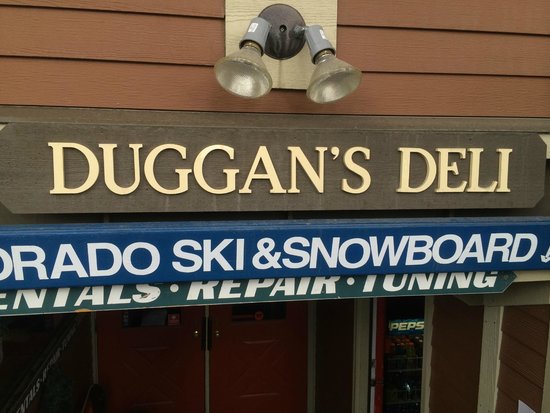 DUGGAN'S DELI
ORADO SKI & SNOWBOARD
ENTALS · REPAIR · TUNING
PEPS